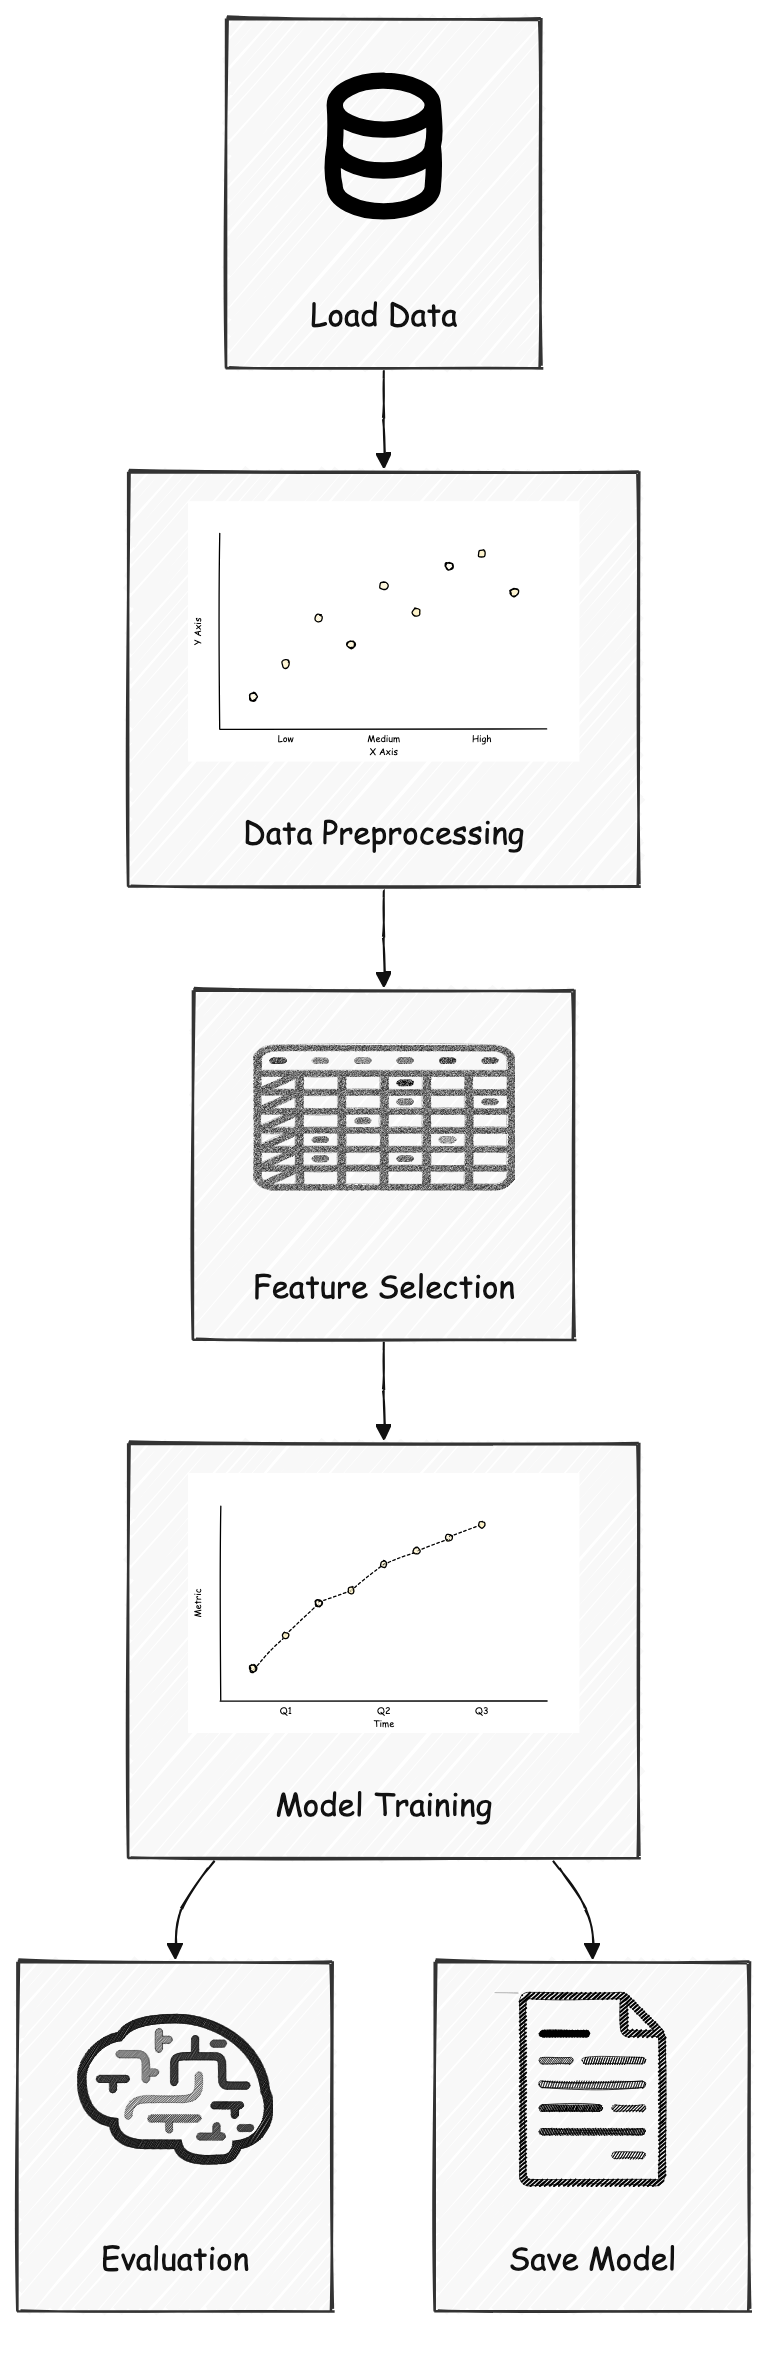 Load Data
Y Axis
Low Medium High
X Axis
Data Preprocessing
Feature Selection
Metric
Q1 Q2 Q3
Time
Model Training
Evaluation
Save Model